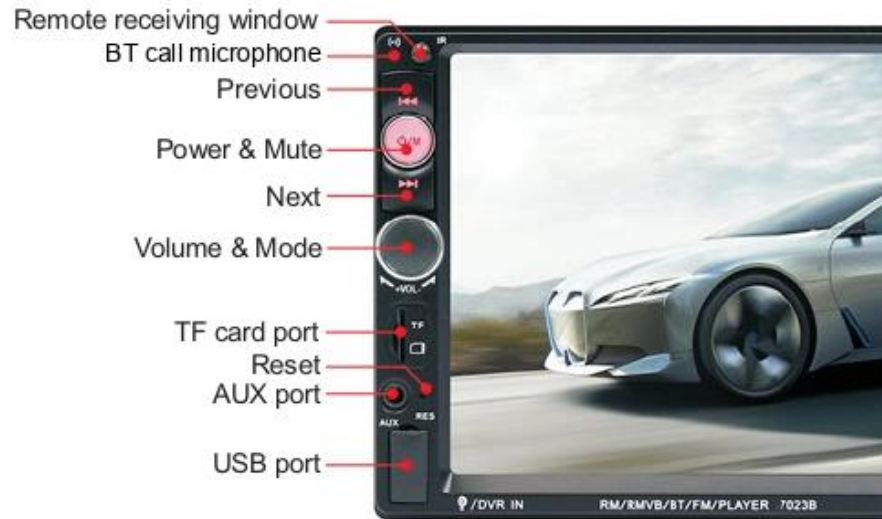 Remote receiving window
IR
BT call microphone
Previous
Power & Mute
⏻/M
Next
Volume & Mode
+VOL-
TF card port
TF
Reset
AUX port
RES
AUX
USB port
/DVR IN
RM/RMVB/BT/FM/PLAYER 7023B